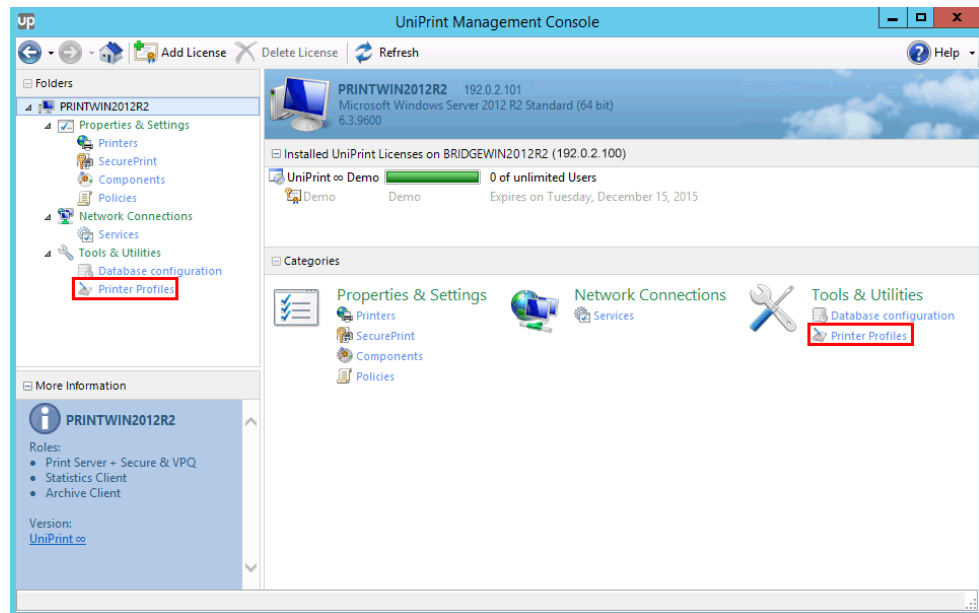 up UniPrint Management Console
Add License Delete License Refresh Help
Folders
PRINTWIN2012R2
Properties & Settings
Printers
SecurePrint
Components
Policies
Network Connections
Services
Tools & Utilities
Database configuration
Printer Profiles
PRINTWIN2012R2 192.0.2.101
Microsoft Windows Server 2012 R2 Standard (64 bit)
6.3.9600
Installed UniPrint Licenses on BRIDGEWIN2012R2 (192.0.2.100)
UniPrint ∞ Demo 0 of unlimited Users
Demo Demo Expires on Tuesday, December 15, 2015
Categories
Properties & Settings
Printers
SecurePrint
Components
Policies
Network Connections
Services
Tools & Utilities
Database configuration
Printer Profiles
More Information
PRINTWIN2012R2
Roles:
• Print Server + Secure & VPQ
• Statistics Client
• Archive Client
Version:
UniPrint ∞